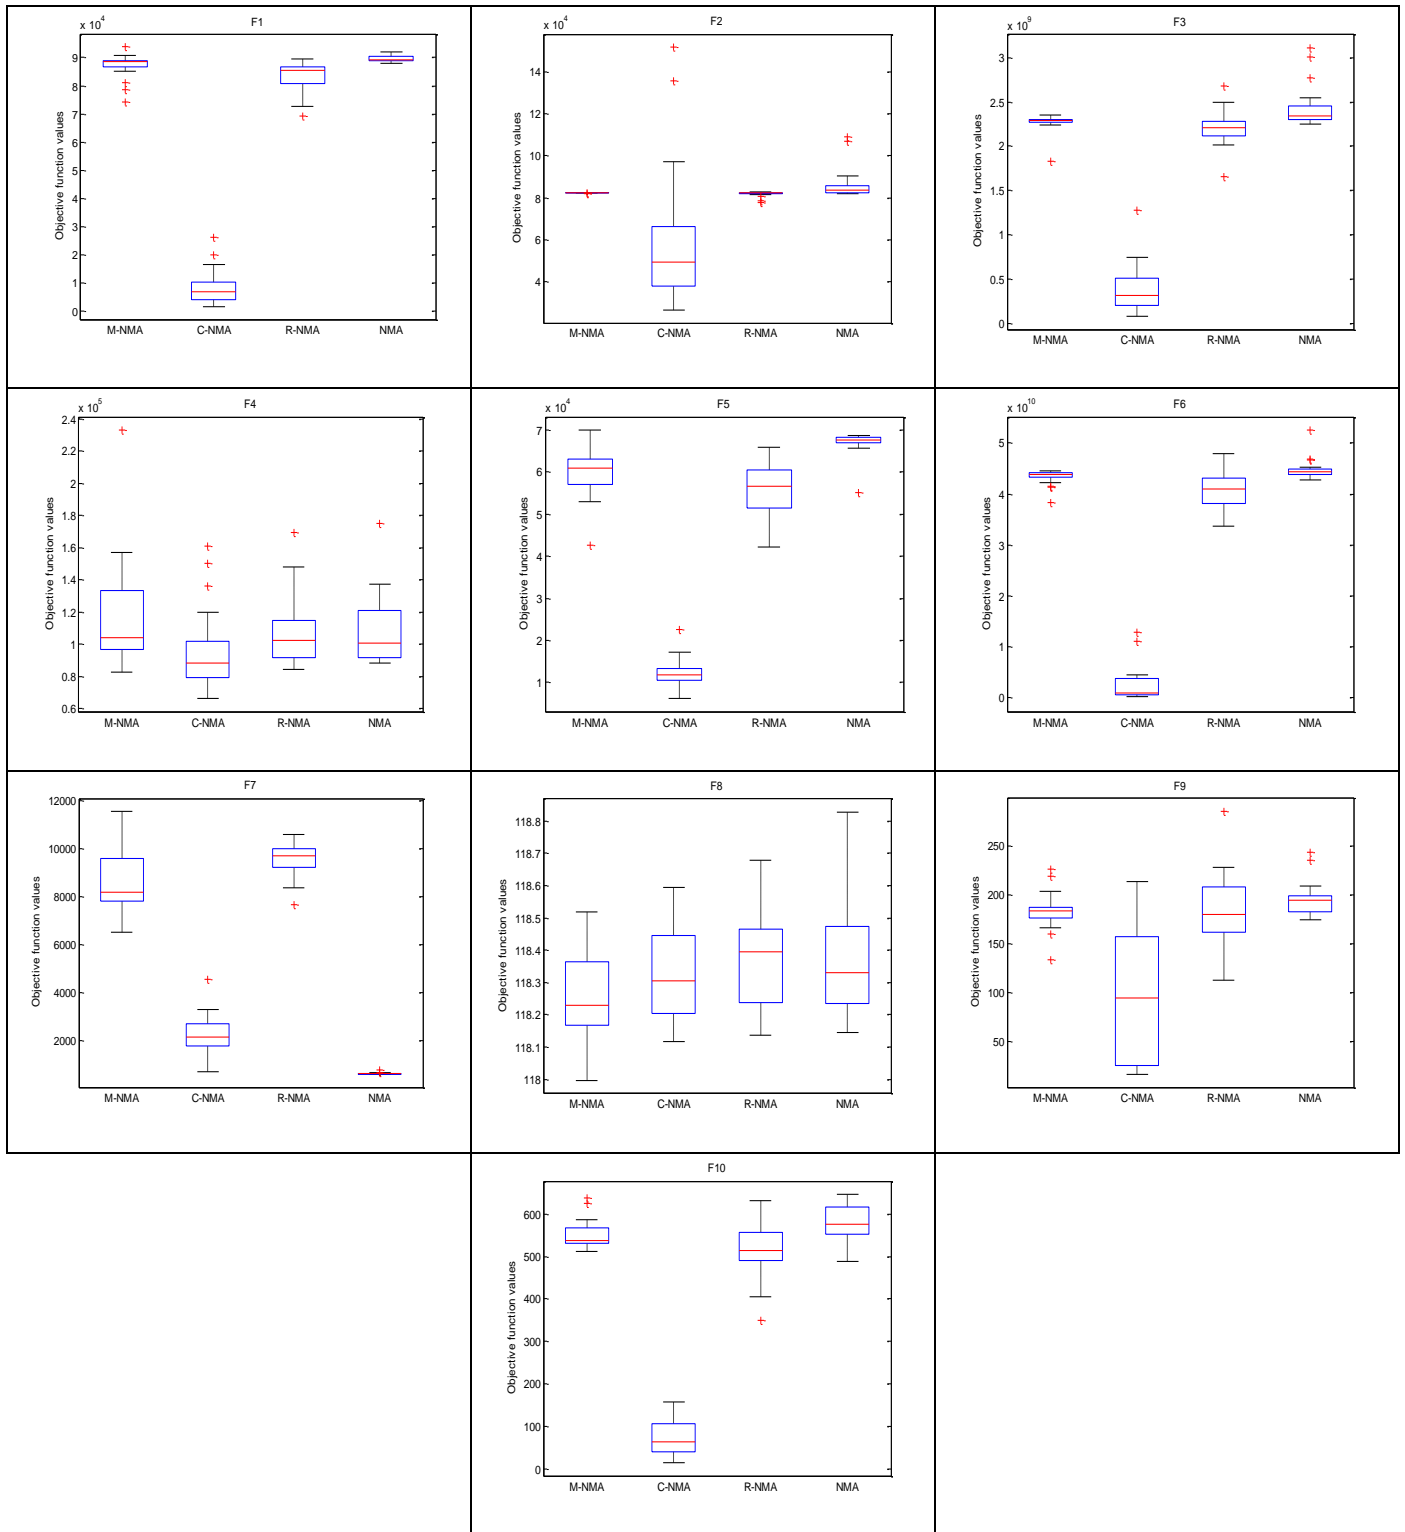 F1
x 10^4
9
8
7
6
5
4
3
2
1
0
Objective function values
M-NMA C-NMA R-NMA NMA
F2
x 10^4
14
12
10
8
6
4
Objective function values
M-NMA C-NMA R-NMA NMA
F3
x 10^9
3
2.5
2
1.5
1
0.5
0
Objective function values
M-NMA C-NMA R-NMA NMA
F4
x 10^5
2.4
2.2
2
1.8
1.6
1.4
1.2
1
0.8
0.6
Objective function values
M-NMA C-NMA R-NMA NMA
F5
x 10^4
7
6
5
4
3
2
1
Objective function values
M-NMA C-NMA R-NMA NMA
F6
x 10^10
5
4
3
2
1
0
Objective function values
M-NMA C-NMA R-NMA NMA
F7
12000
10000
8000
6000
4000
2000
Objective function values
M-NMA C-NMA R-NMA NMA
F8
118.8
118.7
118.6
118.5
118.4
118.3
118.2
118.1
118
Objective function values
M-NMA C-NMA R-NMA NMA
F9
250
200
150
100
50
Objective function values
M-NMA C-NMA R-NMA NMA
F10
600
500
400
300
200
100
0
Objective function values
M-NMA C-NMA R-NMA NMA